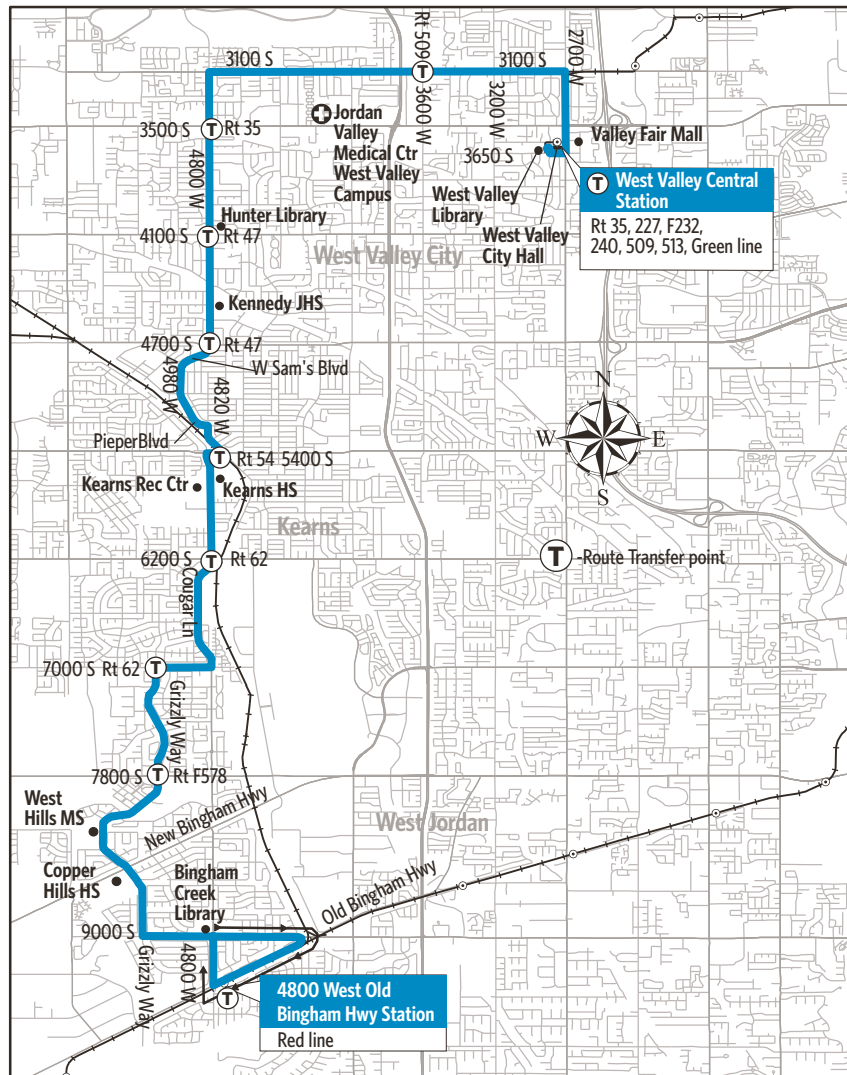 3100 S
Rt 509
T
3100 S
2700 W
3600 W
3200 W
3500 S
T
Rt 35
Jordan
Valley
Medical Ctr
West Valley
Campus
4800 W
Valley Fair Mall
3650 S
West Valley
Library
West Valley
City Hall
T West Valley Central
Station
Rt 35, 227, F232,
240, 509, 513, Green line
Hunter Library
4100 S
T
Rt 47
West Valley City
Kennedy JHS
4700 S
T
Rt 47
W Sam's Blvd
4980 W
4820 W
PieperBlvd
N
W
E
S
T
Rt 54 5400 S
Kearns Rec Ctr
Kearns HS
Kearns
T
-Route Transfer point
6200 S
T
Rt 62
Cougar Ln
7000 S Rt 62
T
Grizzly Way
7800 S
T
Rt F578
West
Hills MS
New Bingham Hwy
West Jordan
Copper
Hills HS
Bingham
Creek
Library
Old Bingham Hwy
9000 S
Grizzly Way
4800 W
T
4800 West Old
Bingham Hwy Station
Red line